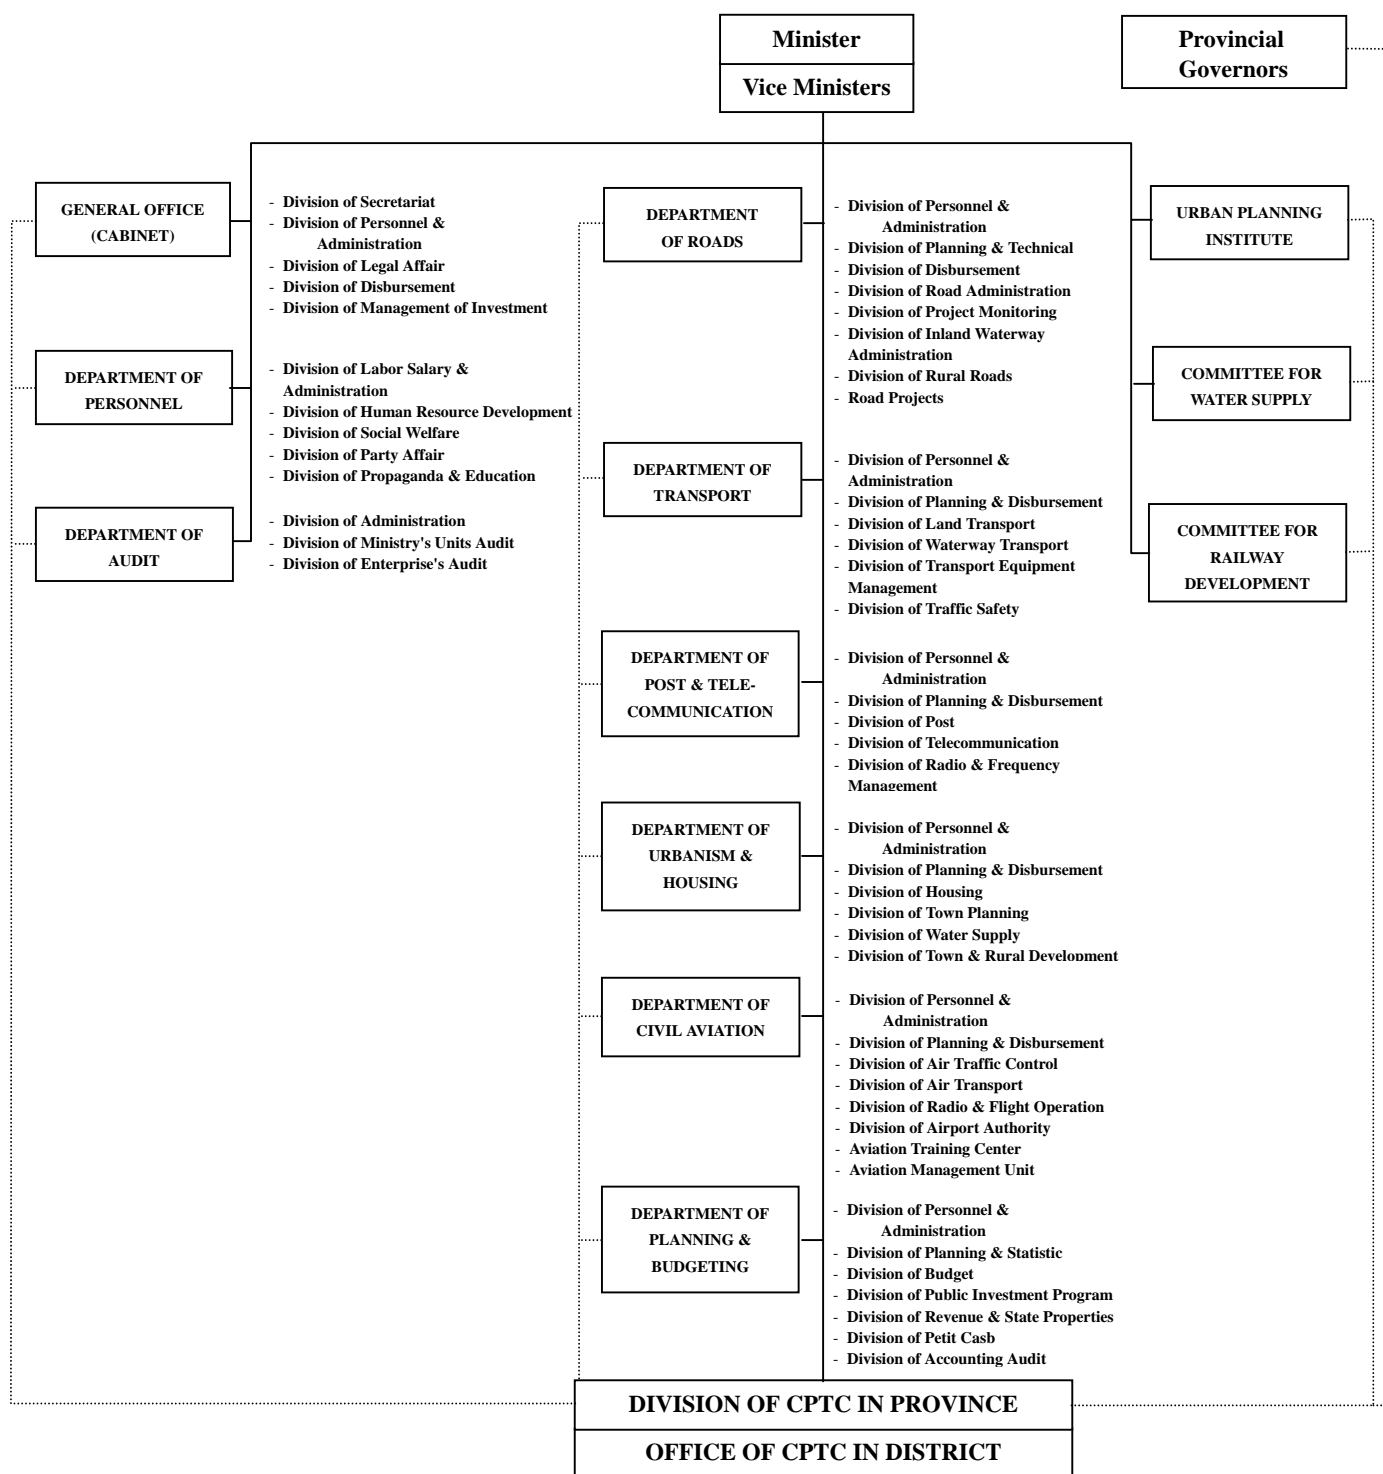 Minister
Vice Ministers
Provincial
Governors
GENERAL OFFICE
(CABINET)
- Division of Secretariat
- Division of Personnel &
Administration
- Division of Legal Affair
- Division of Disbursement
- Division of Management of Investment
DEPARTMENT OF
PERSONNEL
- Division of Labor Salary &
Administration
- Division of Human Resource Development
- Division of Social Welfare
- Division of Party Affair
- Division of Propaganda & Education
DEPARTMENT OF
AUDIT
- Division of Administration
- Division of Ministry's Units Audit
- Division of Enterprise's Audit
DEPARTMENT
OF ROADS
- Division of Personnel &
Administration
- Division of Planning & Technical
- Division of Disbursement
- Division of Road Administration
- Division of Project Monitoring
- Division of Inland Waterway
Administration
- Division of Rural Roads
- Road Projects
DEPARTMENT OF
TRANSPORT
- Division of Personnel &
Administration
- Division of Planning & Disbursement
- Division of Land Transport
- Division of Waterway Transport
- Division of Transport Equipment
Management
- Division of Traffic Safety
DEPARTMENT OF
POST & TELE-
COMMUNICATION
- Division of Personnel &
Administration
- Division of Planning & Disbursement
- Division of Post
- Division of Telecommunication
- Division of Radio & Frequency
Management
DEPARTMENT OF
URBANISM &
HOUSING
- Division of Personnel &
Administration
- Division of Planning & Disbursement
- Division of Housing
- Division of Town Planning
- Division of Water Supply
- Division of Town & Rural Development
DEPARTMENT OF
CIVIL AVIATION
- Division of Personnel &
Administration
- Division of Planning & Disbursement
- Division of Air Traffic Control
- Division of Air Transport
- Division of Radio & Flight Operation
- Division of Airport Authority
- Aviation Training Center
- Aviation Management Unit
DEPARTMENT OF
PLANNING &
BUDGETING
- Division of Personnel &
Administration
- Division of Planning & Statistic
- Division of Budget
- Division of Public Investment Program
- Division of Revenue & State Properties
- Division of Petit Casb
- Division of Accounting Audit
URBAN PLANNING
INSTITUTE
COMMITTEE FOR
WATER SUPPLY
COMMITTEE FOR
RAILWAY
DEVELOPMENT
DIVISION OF CPTC IN PROVINCE
OFFICE OF CPTC IN DISTRICT